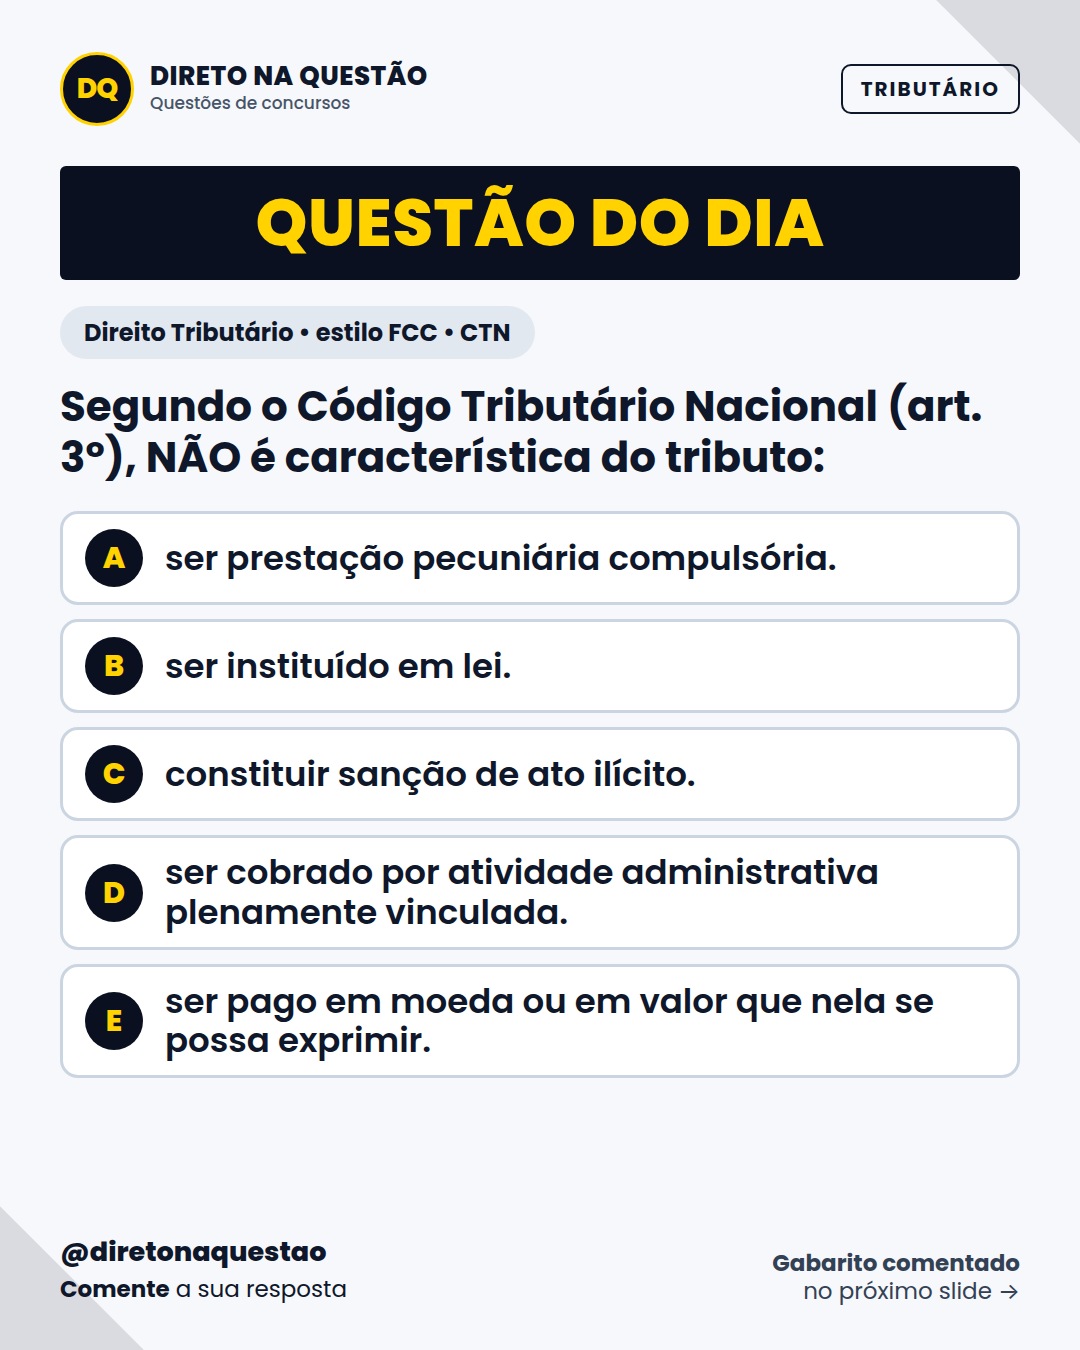 DQ
DIRETO NA QUESTÃO
Questões de concursos
TRIBUTÁRIO
QUESTÃO DO DIA
Direito Tributário • estilo FCC • CTN
Segundo o Código Tributário Nacional (art.
3º), NÃO é característica do tributo:
A ser prestação pecuniária compulsória.
B ser instituído em lei.
C constituir sanção de ato ilícito.
D ser cobrado por atividade administrativa
plenamente vinculada.
E ser pago em moeda ou em valor que nela se
possa exprimir.
@diretonaquestao
Comente a sua resposta
Gabarito comentado
no próximo slide →